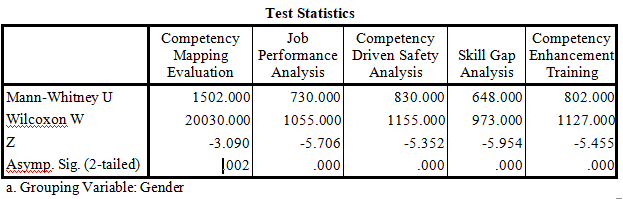 Test Statistics
Competency Mapping Evaluation Job Performance Analysis Competency Driven Safety Analysis Skill Gap Analysis Competency Enhancement Training
Mann-Whitney U 1502.000 730.000 830.000 648.000 802.000
Wilcoxon W 20030.000 1055.000 1155.000 973.000 1127.000
Z -3.090 -5.706 -5.352 -5.954 -5.455
Asymp. Sig. (2-tailed) .002 .000 .000 .000 .000
a. Grouping Variable: Gender